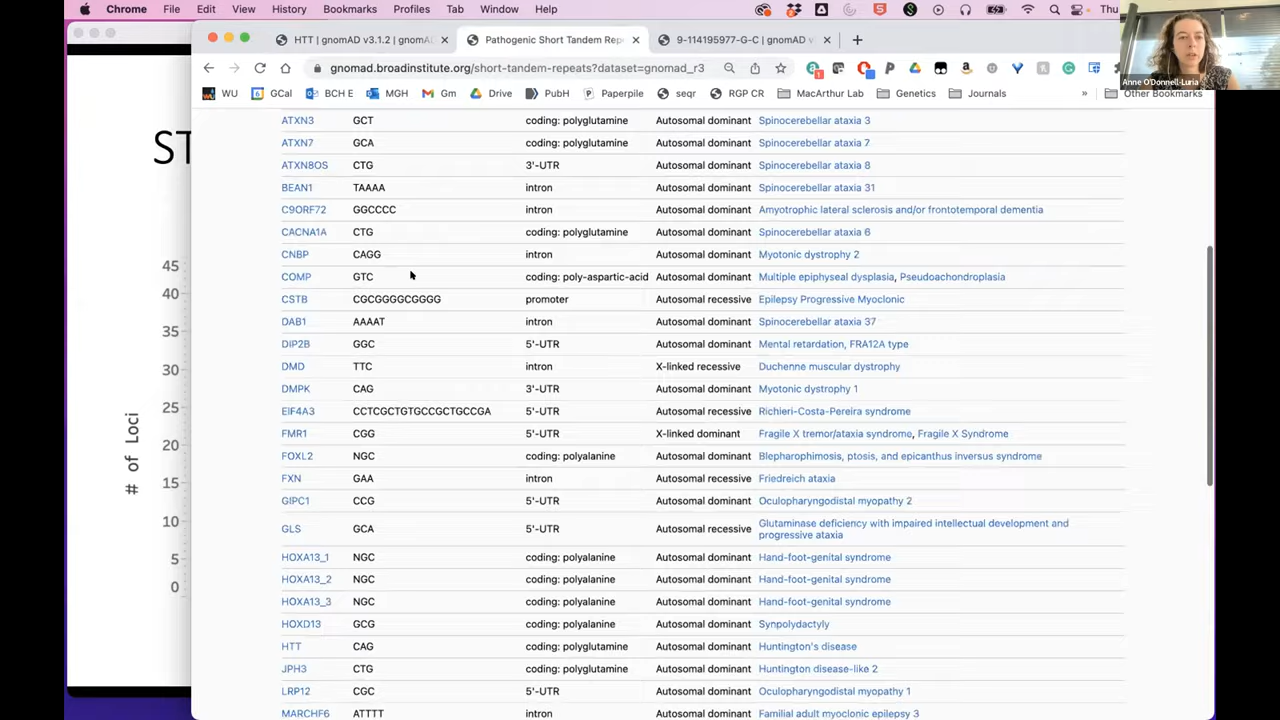 Chrome File Edit View History Bookmarks Profiles Tab Window Help Thu
Anne O'Donnell-Luria
HTT | gnomAD v3.1.2 | gnomA
Pathogenic Short Tandem Rep
9-114195977-G-C | gnomAD v
gnomad.broadinstitute.org/short-tandem-repeats?dataset=gnomad_r3
WU GCal BCH E MGH PubH Paperpile seqr RGP CR MacArthur Lab Genetics Journals » Other Bookmarks
ST
45
40
35
30
25
20
15
10
5
0
# of Loci
ATXN3 GCT coding: polyglutamine Autosomal dominant Spinocerebellar ataxia 3
ATXN7 GCA coding: polyglutamine Autosomal dominant Spinocerebellar ataxia 7
ATXN8OS CTG 3'-UTR Autosomal dominant Spinocerebellar ataxia 8
BEAN1 TAAAA intron Autosomal dominant Spinocerebellar ataxia 31
C9ORF72 GGCCCC intron Autosomal dominant Amyotrophic lateral sclerosis and/or frontotemporal dementia
CACNA1A CTG coding: polyglutamine Autosomal dominant Spinocerebellar ataxia 6
CNBP CAGG intron Autosomal dominant Myotonic dystrophy 2
COMP GTC coding: poly-aspartic-acid Autosomal dominant Multiple epiphyseal dysplasia, Pseudoachondroplasia
CSTB CGCGGGGCGGGG promoter Autosomal recessive Epilepsy Progressive Myoclonic
DAB1 AAAAT intron Autosomal dominant Spinocerebellar ataxia 37
DIP2B GGC 5'-UTR Autosomal dominant Mental retardation, FRA12A type
DMD TTC intron X-linked recessive Duchenne muscular dystrophy
DMPK CAG 3'-UTR Autosomal dominant Myotonic dystrophy 1
EIF4A3 CCTCGCTGTGCCGCTGCCGA 5'-UTR Autosomal recessive Richieri-Costa-Pereira syndrome
FMR1 CGG 5'-UTR X-linked dominant Fragile X tremor/ataxia syndrome, Fragile X Syndrome
FOXL2 NGC coding: polyalanine Autosomal dominant Blepharophimosis, ptosis, and epicanthus inversus syndrome
FXN GAA intron Autosomal recessive Friedreich ataxia
GIPC1 CCG 5'-UTR Autosomal dominant Oculopharyngodistal myopathy 2
GLS GCA 5'-UTR Autosomal recessive Glutaminase deficiency with impaired intellectual development and
progressive ataxia
HOXA13_1 NGC coding: polyalanine Autosomal dominant Hand-foot-genital syndrome
HOXA13_2 NGC coding: polyalanine Autosomal dominant Hand-foot-genital syndrome
HOXA13_3 NGC coding: polyalanine Autosomal dominant Hand-foot-genital syndrome
HOXD13 GCG coding: polyalanine Autosomal dominant Synpolydactyly
HTT CAG coding: polyglutamine Autosomal dominant Huntington's disease
JPH3 CTG coding: polyglutamine Autosomal dominant Huntington disease-like 2
LRP12 CGC 5'-UTR Autosomal dominant Oculopharyngodistal myopathy 1
MARCHF6 ATTTT intron Autosomal dominant Familial adult myoclonic epilepsy 3